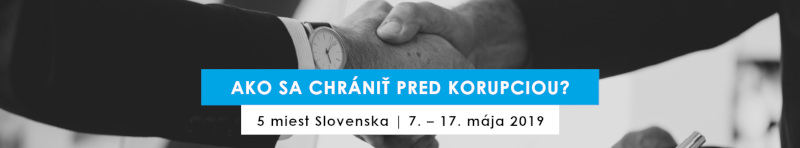 AKO SA CHRÁNIŤ PRED KORUPCIOU?
5 miest Slovenska | 7. – 17. mája 2019